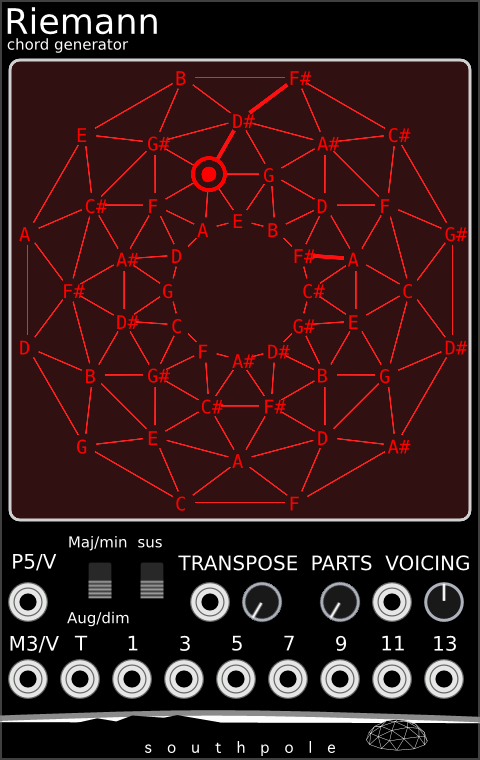 Riemann
chord generator
B F#
E D# C#
G# A#
G
C# F D F
A E B
A G#
A# D F# A
F# G C# C
D# C G# E
D F A# D# D#
B G# B G
C# F#
G E D A#
A
C F
Maj/min sus
P5/V TRANSPOSE PARTS VOICING
Aug/dim
M3/V T 1 3 5 7 9 11 13
southpole